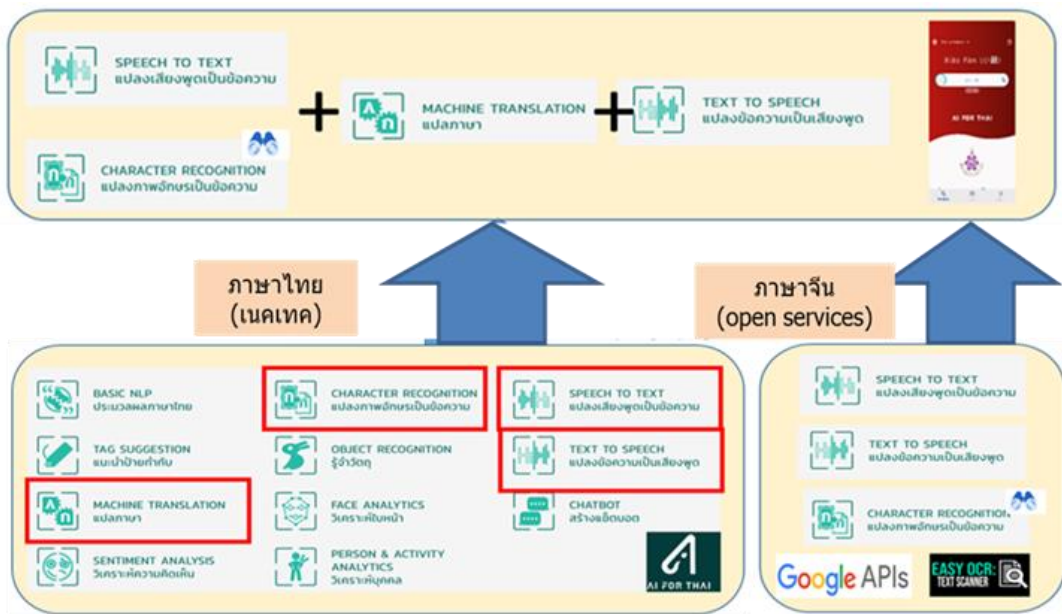 SPEECH TO TEXT
แปลงเสียงพูดเป็นข้อความ
CHARACTER RECOGNITION
แปลงภาพอักษรเป็นข้อความ
MACHINE TRANSLATION
แปลภาษา
TEXT TO SPEECH
แปลงข้อความเป็นเสียงพูด
AI FOR THAI
ภาษาไทย
(เนคเทค)
ภาษาจีน
(open services)
BASIC NLP
ประมวลผลภาษาไทย
TAG SUGGESTION
แนะนำป้ายกำกับ
MACHINE TRANSLATION
แปลภาษา
SENTIMENT ANALYSIS
วิเคราะห์ความคิดเห็น
CHARACTER RECOGNITION
แปลงภาพอักษรเป็นข้อความ
OBJECT RECOGNITION
รู้จำวัตถุ
FACE ANALYTICS
วิเคราะห์ใบหน้า
PERSON & ACTIVITY
ANALYTICS
วิเคราะห์บุคคล
SPEECH TO TEXT
แปลงเสียงพูดเป็นข้อความ
TEXT TO SPEECH
แปลงข้อความเป็นเสียงพูด
CHATBOT
สร้างแช็ตบอต
AI FOR THAI
SPEECH TO TEXT
แปลงเสียงพูดเป็นข้อความ
TEXT TO SPEECH
แปลงข้อความเป็นเสียงพูด
CHARACTER RECOGNITION
แปลงภาพอักษรเป็นข้อความ
Google APIs
EASY OCR:
TEXT SCANNER